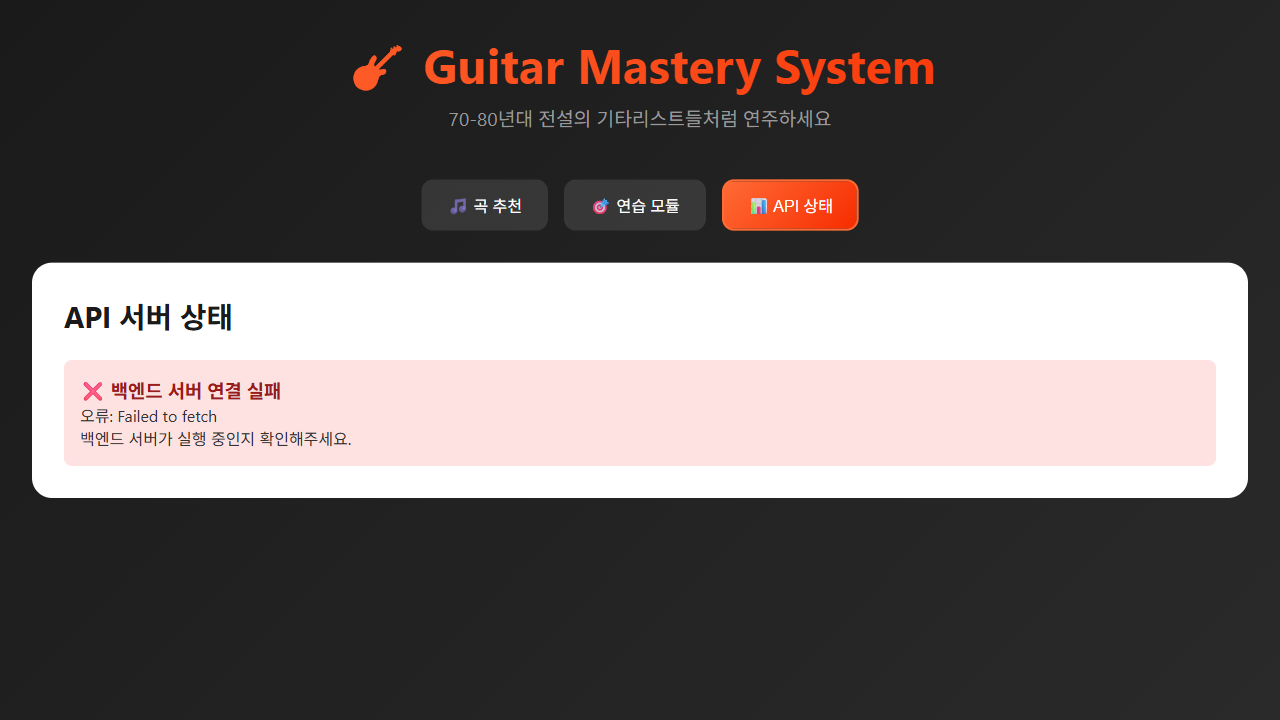 🎸 Guitar Mastery System
70-80년대 전설의 기타리스트들처럼 연주하세요
🎵 곡 추천
🎯 연습 모듈
📊 API 상태
API 서버 상태
❌ 백엔드 서버 연결 실패
오류: Failed to fetch
백엔드 서버가 실행 중인지 확인해주세요.